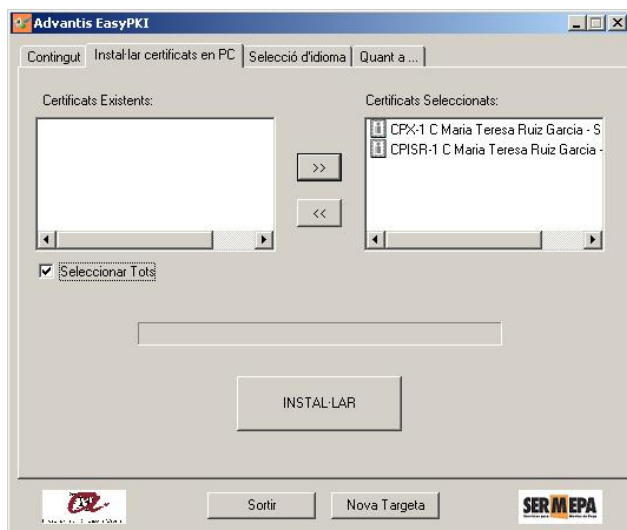 Advantis EasyPKI
Contingut Instal·lar certificats en PC Selecció d'idioma Quant a ...
Certificats Existents: Certificats Seleccionats:
CPX-1 C Maria Teresa Ruiz Garcia - S
CPISR-1 C Maria Teresa Ruiz Garcia -
>>
<<
Seleccionar Tots
INSTAL·LAR
Sortir Nova Targeta
SERMEPA